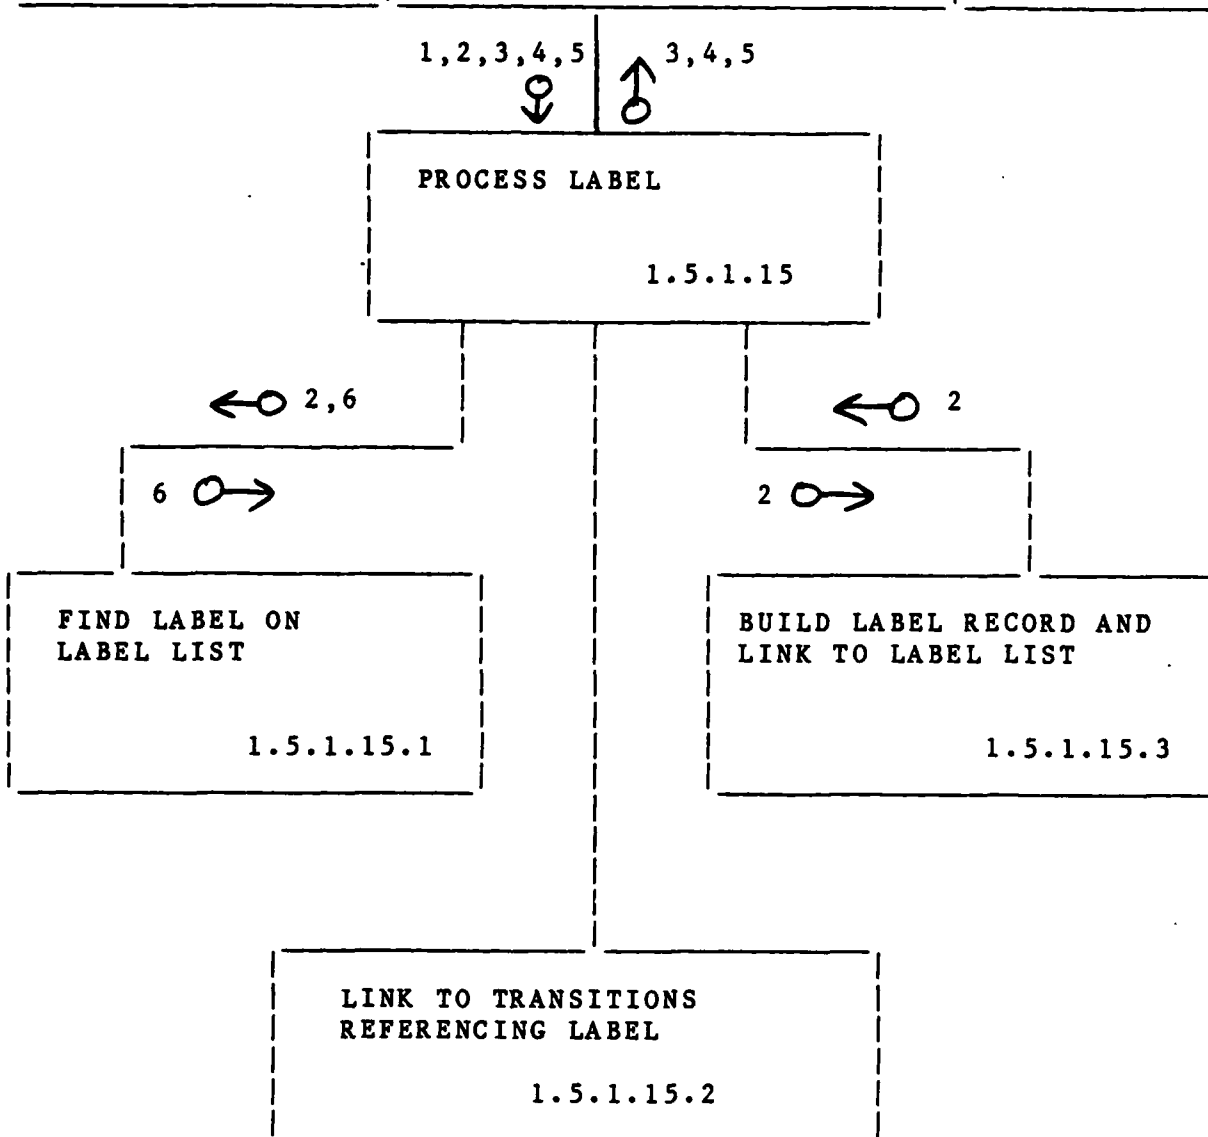 1,2,3,4,5
3,4,5
PROCESS LABEL
1.5.1.15
2,6
2
6
2
FIND LABEL ON
LABEL LIST
1.5.1.15.1
BUILD LABEL RECORD AND
LINK TO LABEL LIST
1.5.1.15.3
LINK TO TRANSITIONS
REFERENCING LABEL
1.5.1.15.2